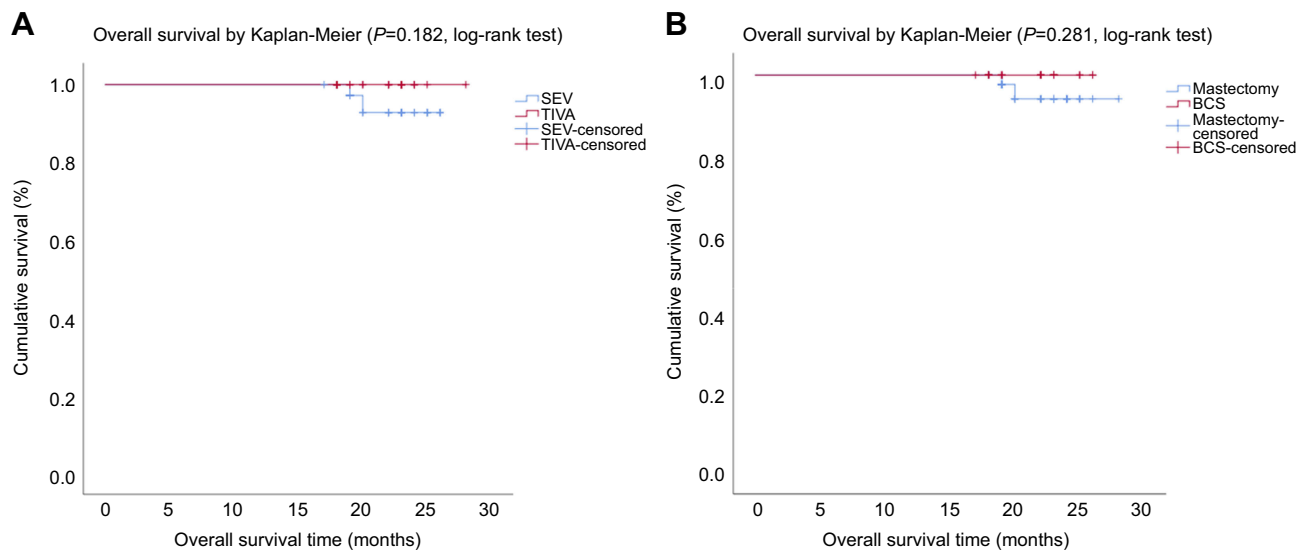 A
Overall survival by Kaplan-Meier (P=0.182, log-rank test)
1.0
0.8
0.6
0.4
0.2
0.0
Cumulative survival (%)
0 5 10 15 20 25 30
Overall survival time (months)
SEV
TIVA
SEV-censored
TIVA-censored
B
Overall survival by Kaplan-Meier (P=0.281, log-rank test)
1.0
0.8
0.6
0.4
0.2
0.0
Cumulative survival (%)
0 5 10 15 20 25 30
Overall survival time (months)
Mastectomy
BCS
Mastectomy-
censored
BCS-censored